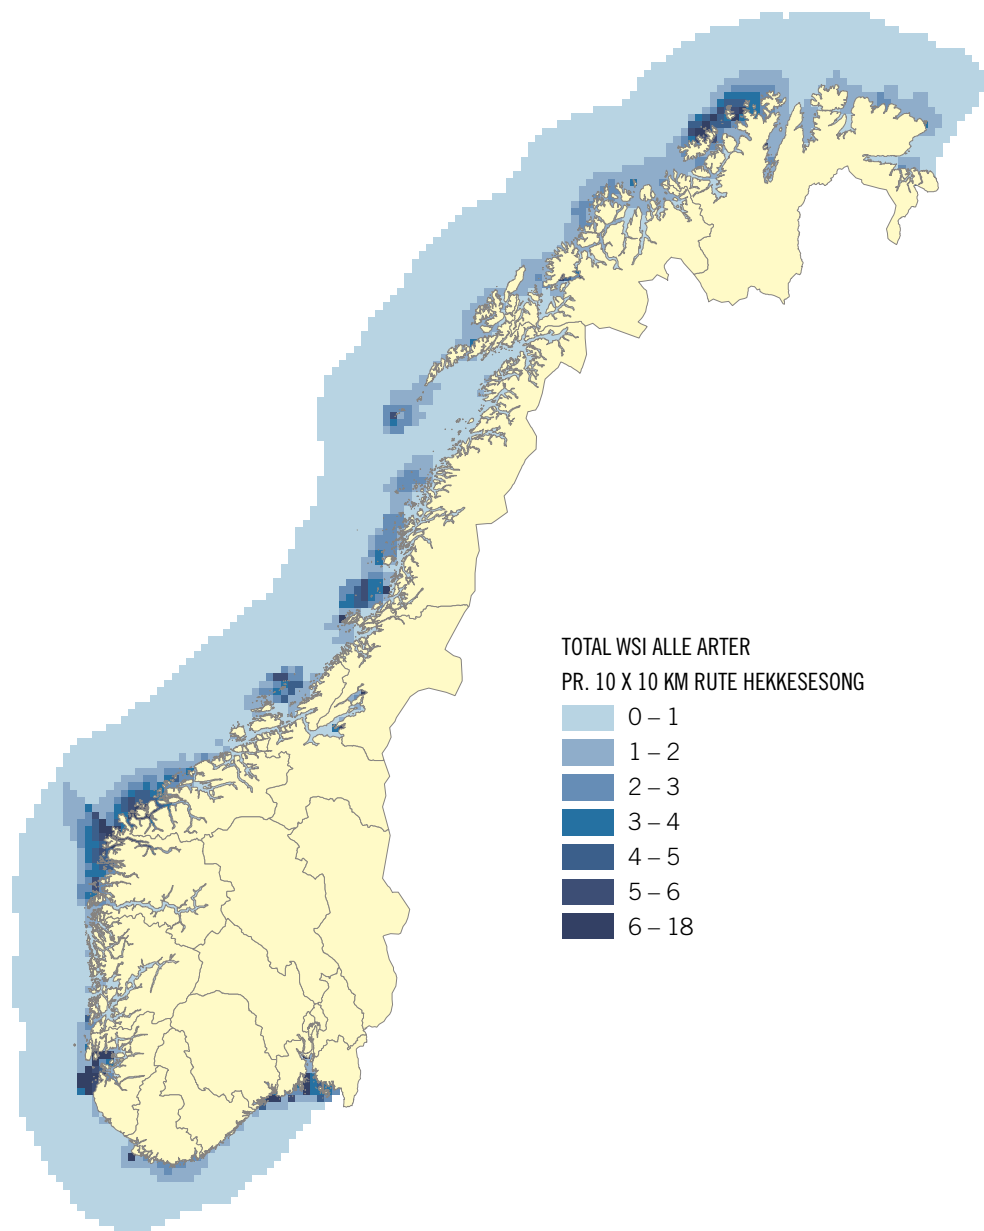 TOTAL WSI ALLE ARTER
PR. 10 X 10 KM RUTE HEKKESESONG
0 – 1
1 – 2
2 – 3
3 – 4
4 – 5
5 – 6
6 – 18